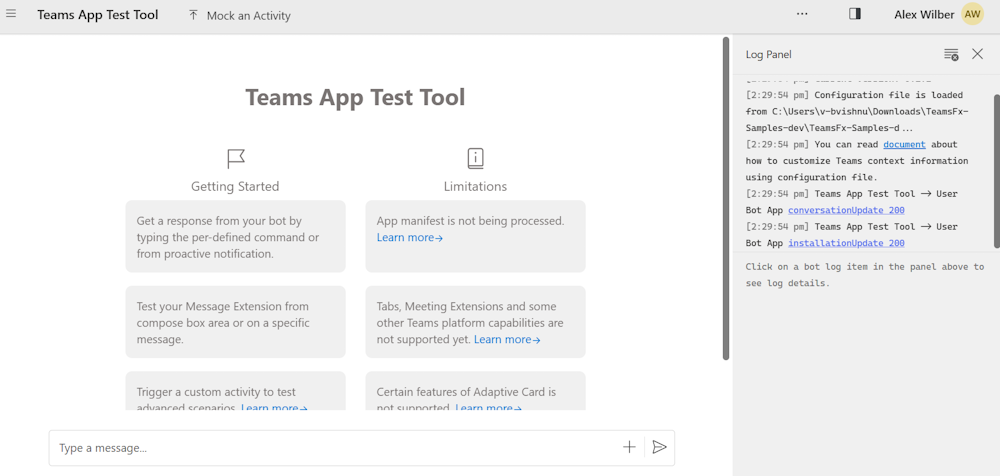 Teams App Test Tool
Mock an Activity
Alex Wilber
AW
Teams App Test Tool
Getting Started
Get a response from your bot by
typing the per-defined command or
from proactive notification.
Test your Message Extension from
compose box area or on a specific
message.
Trigger a custom activity to test
advanced scenarios. Learn more→
Limitations
App manifest is not being processed.
Learn more→
Tabs, Meeting Extensions and some
other Teams platform capabilities are
not supported yet. Learn more→
Certain features of Adaptive Card is
not supported. Learn more→
Type a message...
Log Panel
[2:29:54 pm] Configuration file is loaded
from C:\Users\v-bvishnu\Downloads\TeamsFx-
Samples-dev\TeamsFx-Samples-d...
[2:29:54 pm] You can read document about
how to customize Teams context information
using configuration file.
[2:29:54 pm] Teams App Test Tool → User
Bot App conversationUpdate 200
[2:29:54 pm] Teams App Test Tool → User
Bot App installationUpdate 200
Click on a bot log item in the panel above to
see log details.